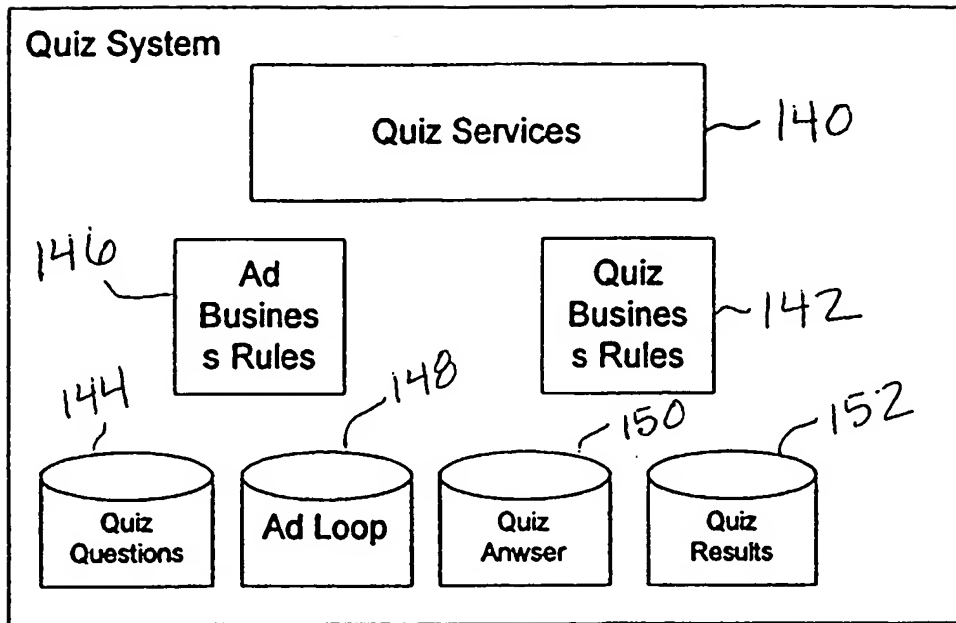 Quiz System
Quiz Services
140
146
Ad
Busines
s Rules
Quiz
Busines
s Rules
142
144
148
150
152
Quiz
Questions
Ad Loop
Quiz
Anwser
Quiz
Results